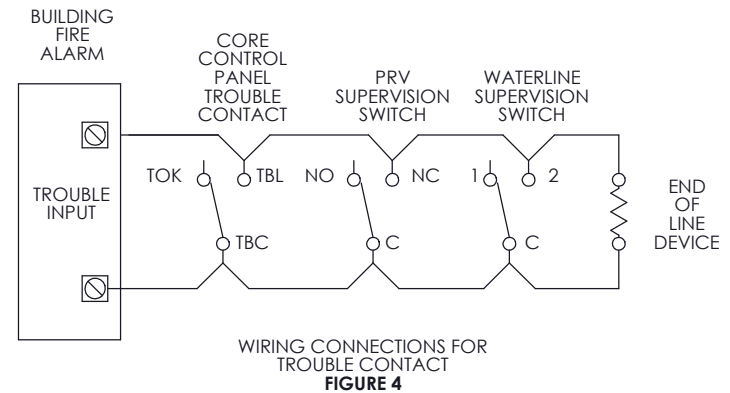 BUILDING
FIRE
ALARM
CORE
CONTROL
PANEL
TROUBLE
CONTACT
PRV
SUPERVISION
SWITCH
WATERLINE
SUPERVISION
SWITCH
TROUBLE
INPUT
TOK
TBL
NO
NC
1
2
TBC
C
C
END
OF
LINE
DEVICE
WIRING CONNECTIONS FOR
TROUBLE CONTACT
FIGURE 4